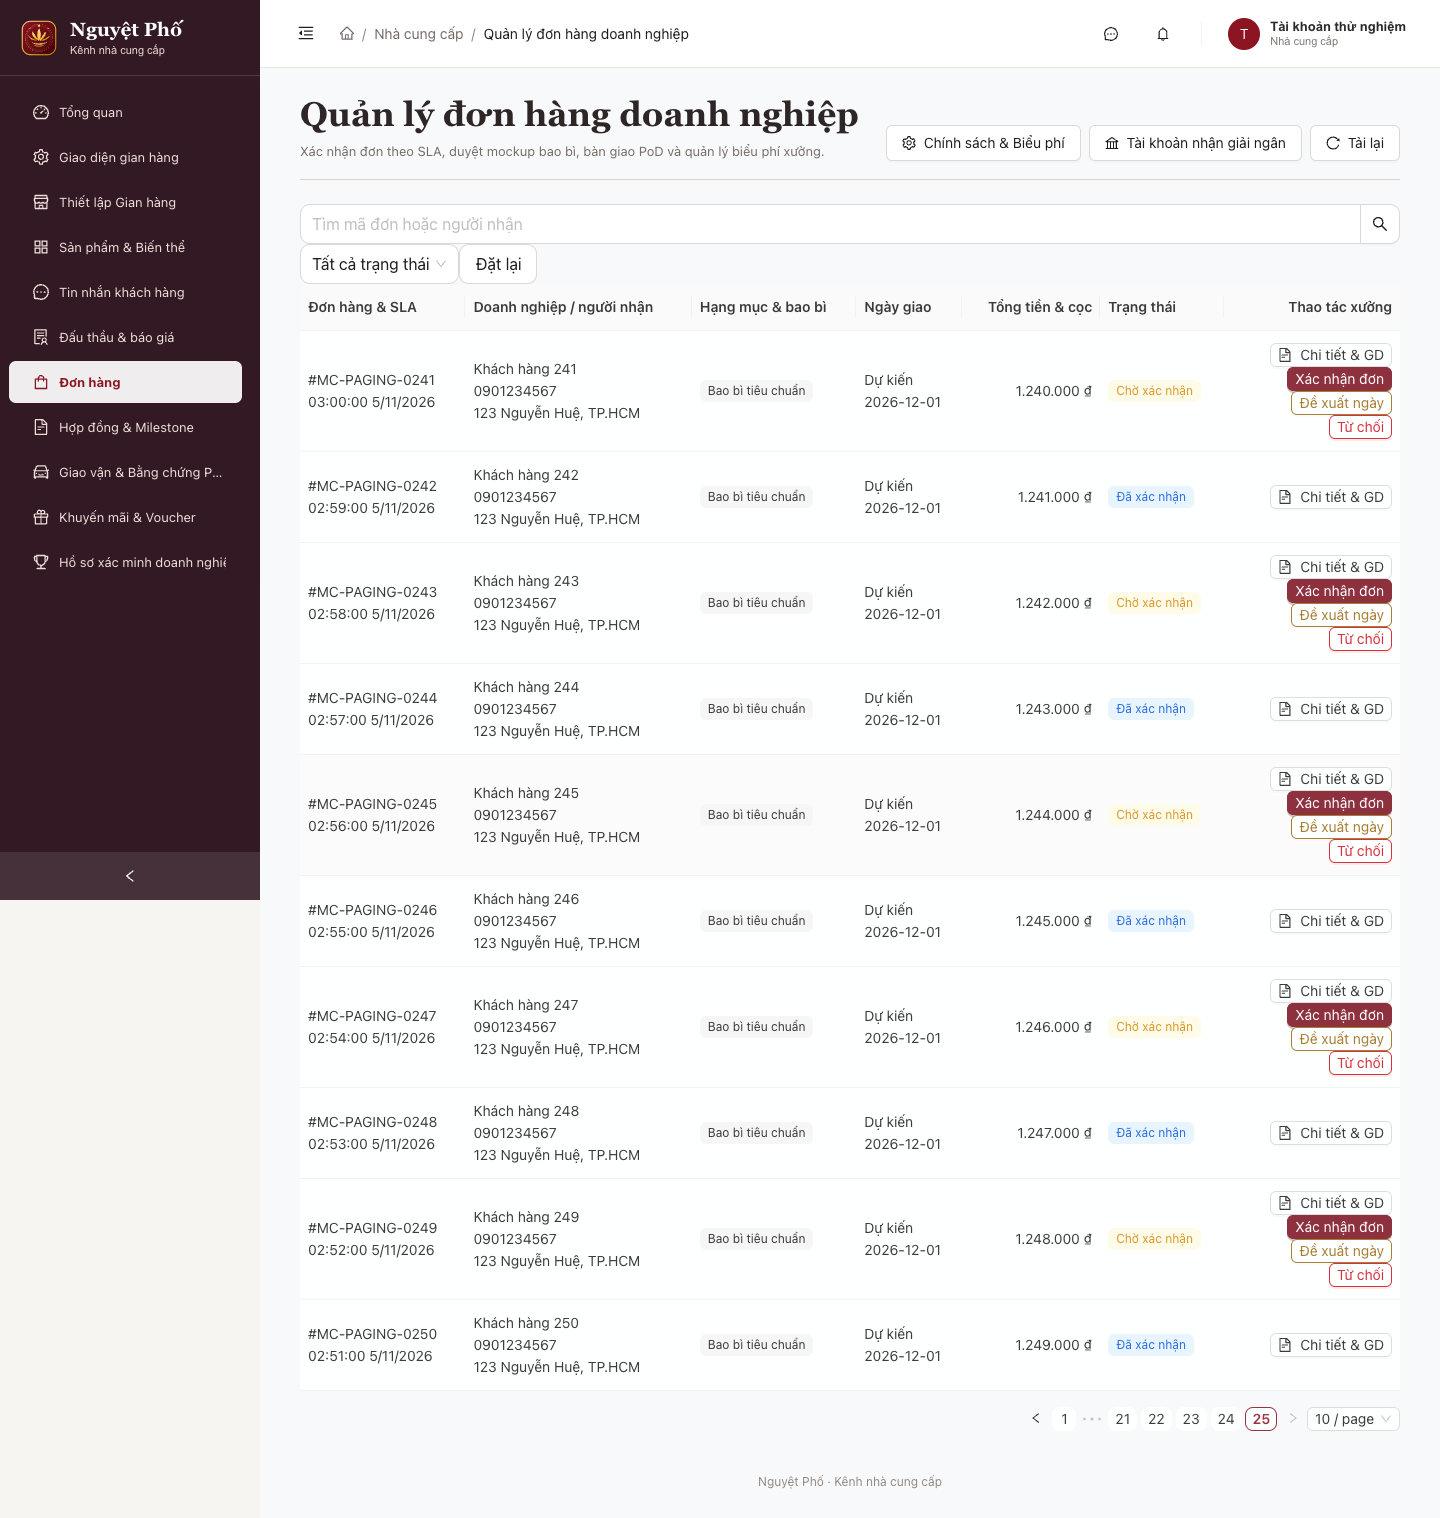 Nguyệt Phố
Kênh nhà cung cấp
Tổng quan
Giao diện gian hàng
Thiết lập Gian hàng
Sản phẩm & Biến thể
Tin nhắn khách hàng
Đấu thầu & báo giá
Đơn hàng
Hợp đồng & Milestone
Giao vận & Bằng chứng P...
Khuyến mãi & Voucher
Hồ sơ xác minh doanh nghiệ
/ Nhà cung cấp / Quản lý đơn hàng doanh nghiệp
T
Tài khoản thử nghiệm
Nhà cung cấp
Quản lý đơn hàng doanh nghiệp
Xác nhận đơn theo SLA, duyệt mockup bao bì, bàn giao PoD và quản lý biểu phí xưởng.
Chính sách & Biểu phí
Tài khoản nhận giải ngân
Tải lại
Tìm mã đơn hoặc người nhận
Tất cả trạng thái
Đặt lại
Đơn hàng & SLA Doanh nghiệp / người nhận Hạng mục & bao bì Ngày giao Tổng tiền & cọc Trạng thái Thao tác xưởng
#MC-PAGING-0241
03:00:00 5/11/2026
Khách hàng 241
0901234567
123 Nguyễn Huệ, TP.HCM
Bao bì tiêu chuẩn
Dự kiến
2026-12-01
1.240.000 ₫
Chờ xác nhận
Chi tiết & GD
Xác nhận đơn
Đề xuất ngày
Từ chối
#MC-PAGING-0242
02:59:00 5/11/2026
Khách hàng 242
0901234567
123 Nguyễn Huệ, TP.HCM
Bao bì tiêu chuẩn
Dự kiến
2026-12-01
1.241.000 ₫
Đã xác nhận
Chi tiết & GD
#MC-PAGING-0243
02:58:00 5/11/2026
Khách hàng 243
0901234567
123 Nguyễn Huệ, TP.HCM
Bao bì tiêu chuẩn
Dự kiến
2026-12-01
1.242.000 ₫
Chờ xác nhận
Chi tiết & GD
Xác nhận đơn
Đề xuất ngày
Từ chối
#MC-PAGING-0244
02:57:00 5/11/2026
Khách hàng 244
0901234567
123 Nguyễn Huệ, TP.HCM
Bao bì tiêu chuẩn
Dự kiến
2026-12-01
1.243.000 ₫
Đã xác nhận
Chi tiết & GD
#MC-PAGING-0245
02:56:00 5/11/2026
Khách hàng 245
0901234567
123 Nguyễn Huệ, TP.HCM
Bao bì tiêu chuẩn
Dự kiến
2026-12-01
1.244.000 ₫
Chờ xác nhận
Chi tiết & GD
Xác nhận đơn
Đề xuất ngày
Từ chối
#MC-PAGING-0246
02:55:00 5/11/2026
Khách hàng 246
0901234567
123 Nguyễn Huệ, TP.HCM
Bao bì tiêu chuẩn
Dự kiến
2026-12-01
1.245.000 ₫
Đã xác nhận
Chi tiết & GD
#MC-PAGING-0247
02:54:00 5/11/2026
Khách hàng 247
0901234567
123 Nguyễn Huệ, TP.HCM
Bao bì tiêu chuẩn
Dự kiến
2026-12-01
1.246.000 ₫
Chờ xác nhận
Chi tiết & GD
Xác nhận đơn
Đề xuất ngày
Từ chối
#MC-PAGING-0248
02:53:00 5/11/2026
Khách hàng 248
0901234567
123 Nguyễn Huệ, TP.HCM
Bao bì tiêu chuẩn
Dự kiến
2026-12-01
1.247.000 ₫
Đã xác nhận
Chi tiết & GD
#MC-PAGING-0249
02:52:00 5/11/2026
Khách hàng 249
0901234567
123 Nguyễn Huệ, TP.HCM
Bao bì tiêu chuẩn
Dự kiến
2026-12-01
1.248.000 ₫
Chờ xác nhận
Chi tiết & GD
Xác nhận đơn
Đề xuất ngày
Từ chối
#MC-PAGING-0250
02:51:00 5/11/2026
Khách hàng 250
0901234567
123 Nguyễn Huệ, TP.HCM
Bao bì tiêu chuẩn
Dự kiến
2026-12-01
1.249.000 ₫
Đã xác nhận
Chi tiết & GD
1 ••• 21 22 23 24 25 10 / page
Nguyệt Phố · Kênh nhà cung cấp